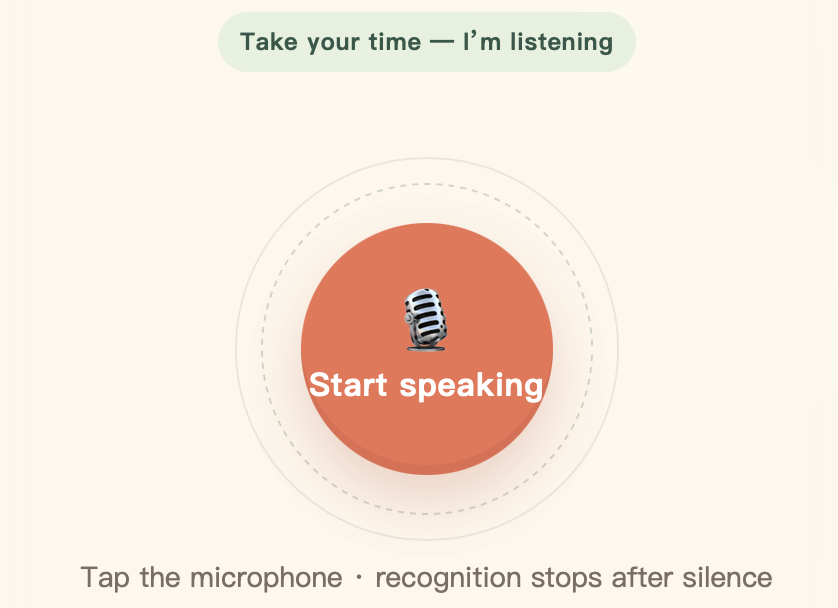 Take your time — I’m listening
Start speaking
Tap the microphone · recognition stops after silence